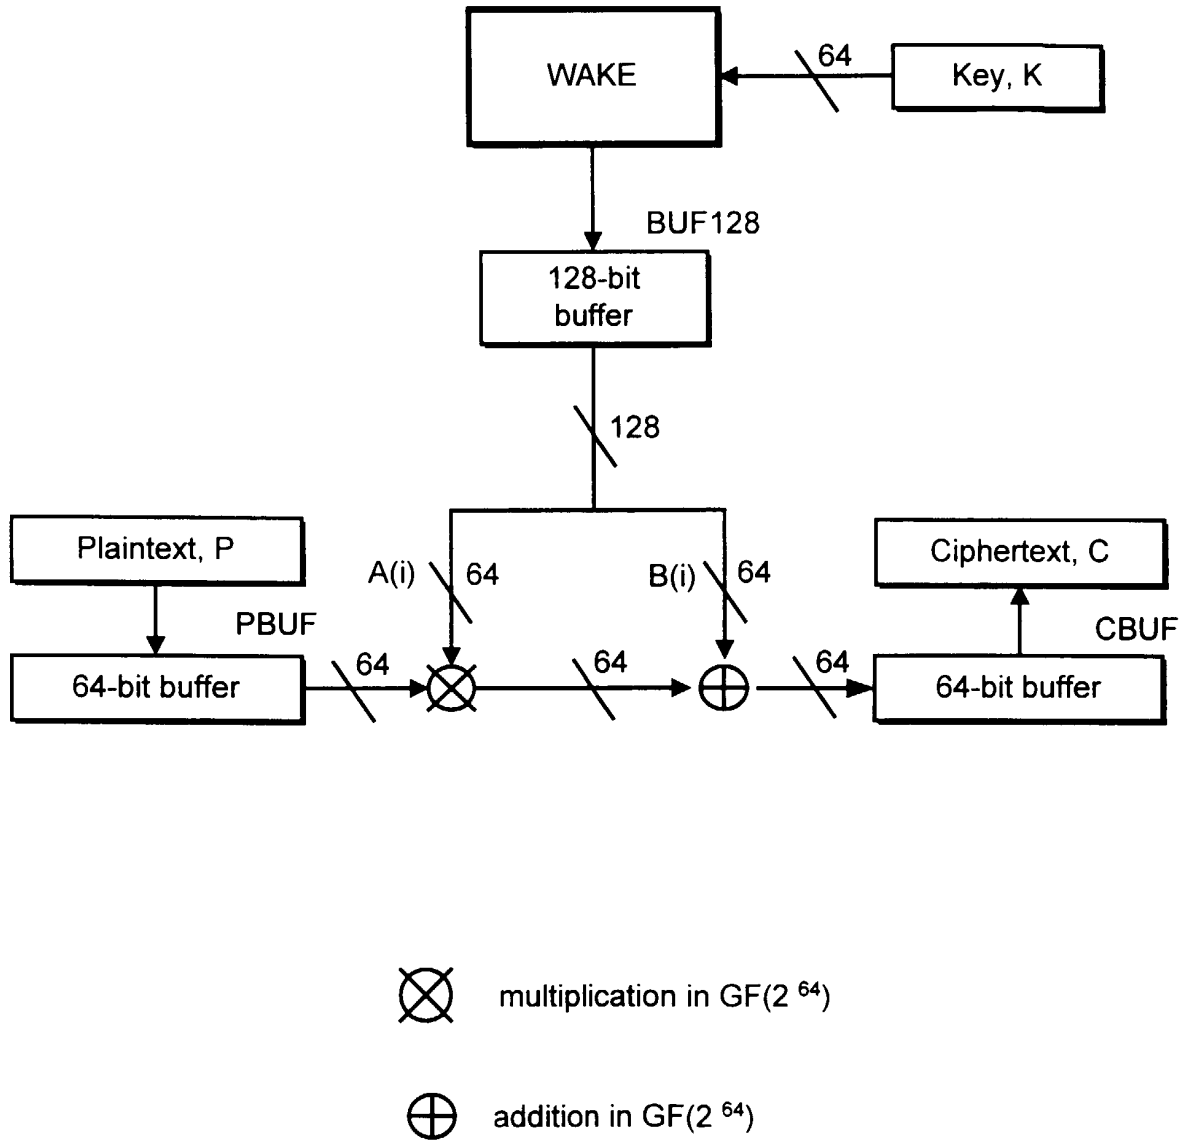 WAKE
64
Key, K
BUF128
128-bit
buffer
128
Plaintext, P
A(i)
64
B(i)
64
Ciphertext, C
PBUF
CBUF
64-bit buffer
64
64
64
64-bit buffer
multiplication in GF(2 64)
addition in GF(2 64)